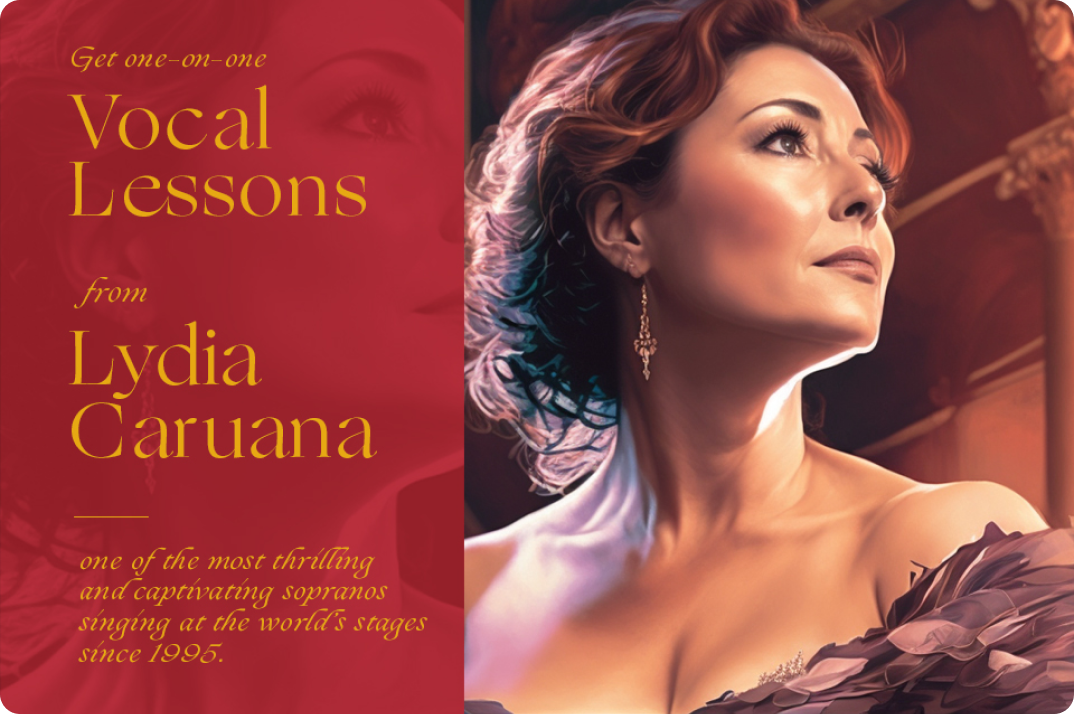 Get one-on-one
Vocal
Lessons
from
Lydia
Caruana
one of the most thrilling
and captivating sopranos
singing at the world's stages
since 1995.